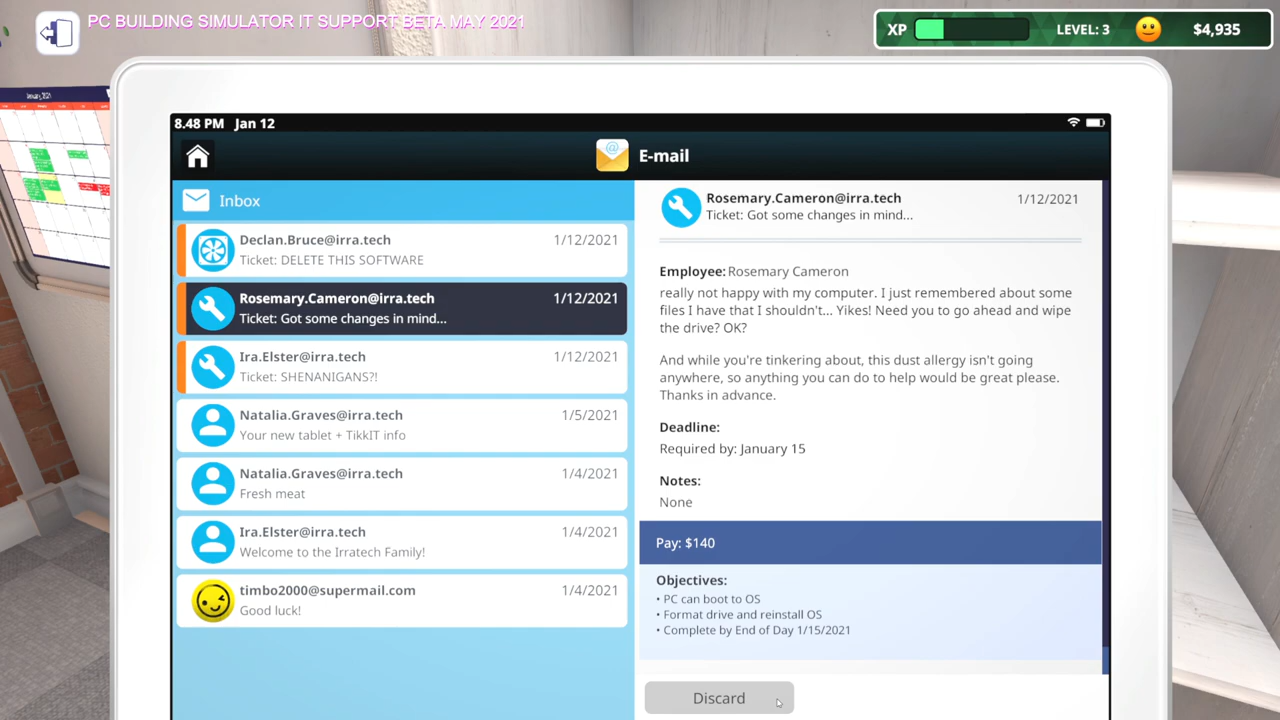 PC BUILDING SIMULATOR IT SUPPORT BETA MAY 2021
XP
LEVEL: 3
$4,935
8.48 PM Jan 12
E-mail
Inbox
Declan.Bruce@irra.tech 1/12/2021
Ticket: DELETE THIS SOFTWARE
Rosemary.Cameron@irra.tech 1/12/2021
Ticket: Got some changes in mind...
Ira.Elster@irra.tech 1/12/2021
Ticket: SHENANIGANS?!
Natalia.Graves@irra.tech 1/5/2021
Your new tablet + TikkIT info
Natalia.Graves@irra.tech 1/4/2021
Fresh meat
Ira.Elster@irra.tech 1/4/2021
Welcome to the Irratech Family!
timbo2000@supermail.com 1/4/2021
Good luck!
Rosemary.Cameron@irra.tech 1/12/2021
Ticket: Got some changes in mind...
Employee: Rosemary Cameron
really not happy with my computer. I just remembered about some
files I have that I shouldn't... Yikes! Need you to go ahead and wipe
the drive? OK?
And while you're tinkering about, this dust allergy isn't going
anywhere, so anything you can do to help would be great please.
Thanks in advance.
Deadline:
Required by: January 15
Notes:
None
Pay: $140
Objectives:
• PC can boot to OS
• Format drive and reinstall OS
• Complete by End of Day 1/15/2021
Discard